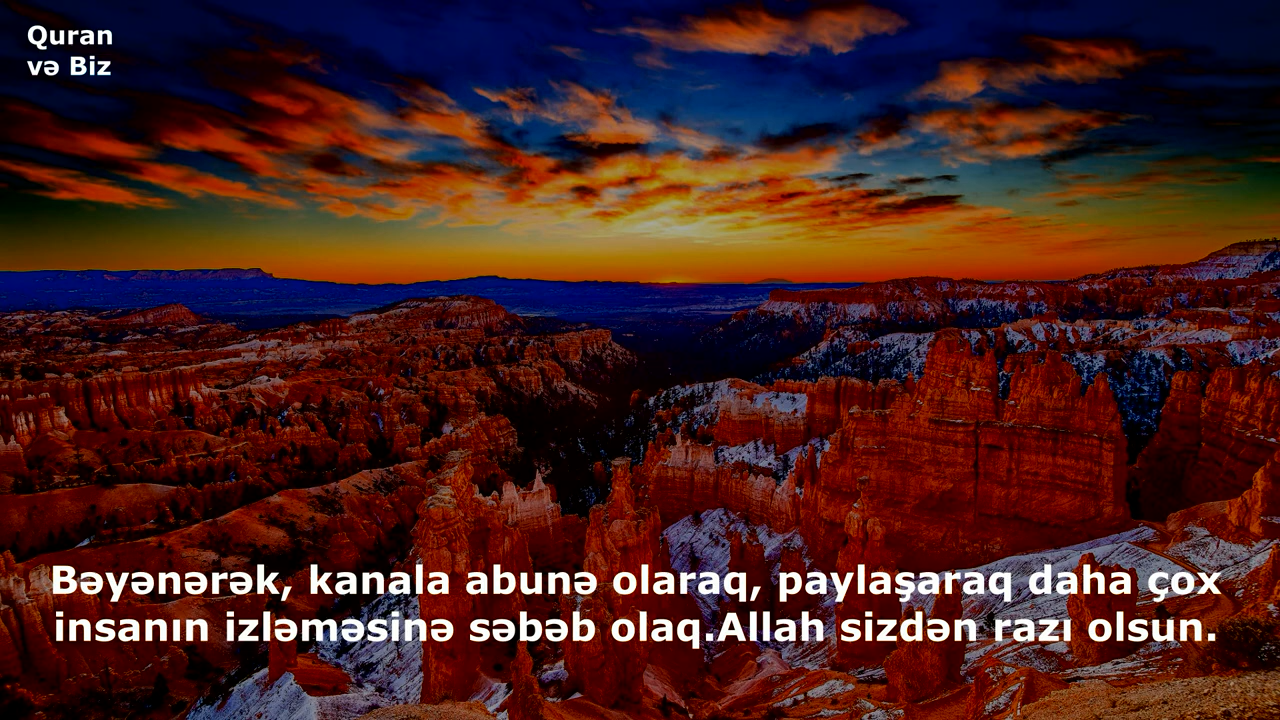 Quran
və Biz
Bəyənərək, kanala abunə olaraq, paylaşaraq daha çox
insanın izləməsinə səbəb olaq.Allah sizdən razı olsun.